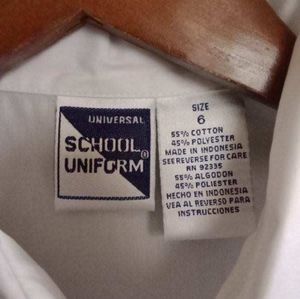 UNIVERSAL
SCHOOL®
UNIFORM
SIZE
6
55% COTTON
45% POLYESTER
MADE IN INDONESIA
SEE REVERSE FOR CARE
RN 92335
55% ALGODON
45% POLIESTER
HECHO EN INDONESIA
VEA AL REVERSO PARA
INSTRUCCIONES